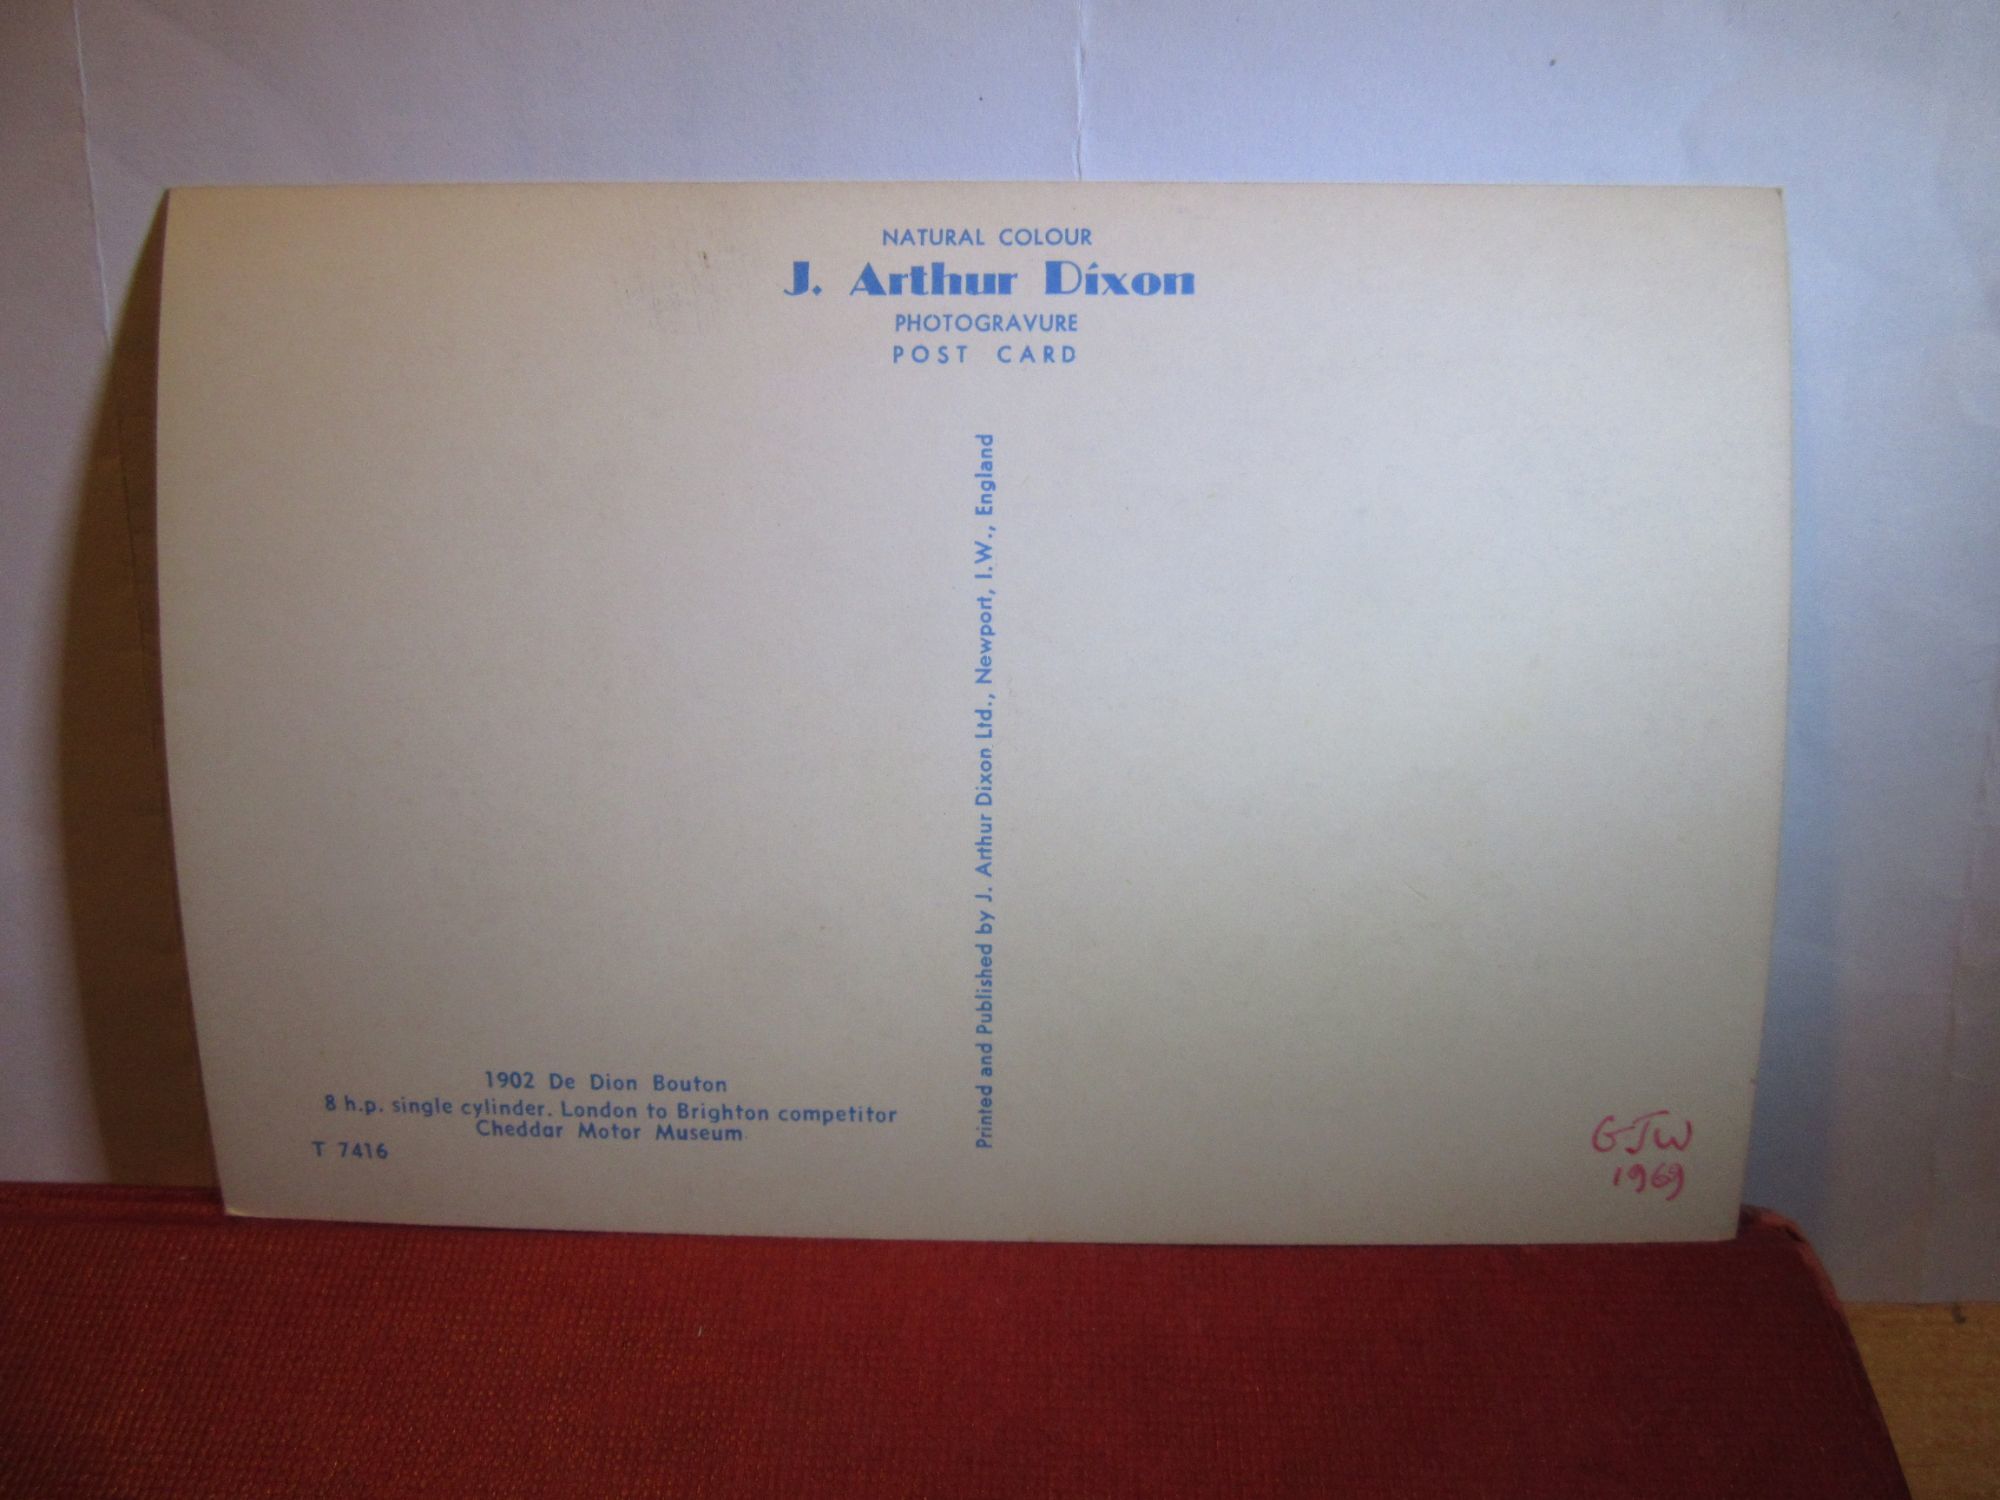 NATURAL COLOUR
J. Arthur Dixon
PHOTOGRAVURE
POST CARD
Printed and Published by J. Arthur Dixon Ltd., Newport, I.W., England
1902 De Dion Bouton
8 h.p. single cylinder. London to Brighton competitor
Cheddar Motor Museum
T 7416
GJW
1969